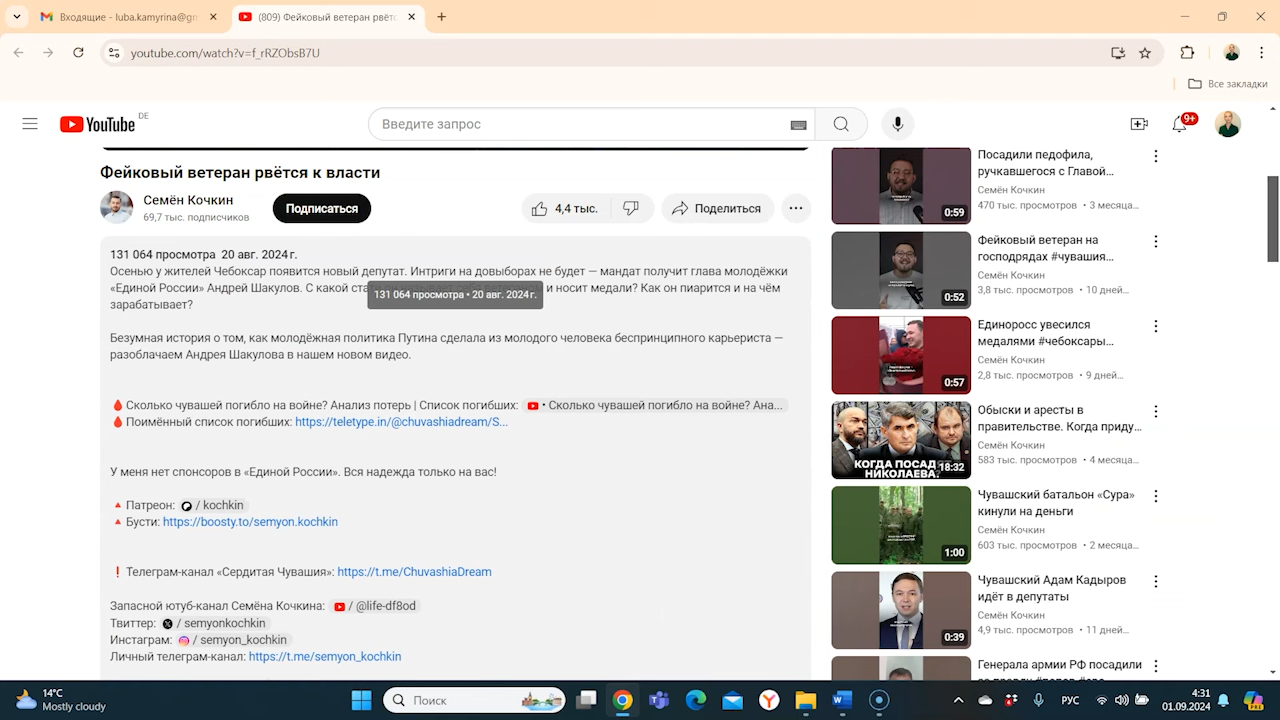 Входящие - luba.kamyrina@gm
(809) Фейковый ветеран рвётс
youtube.com/watch?v=f_rRZObsB7U
Все закладки
YouTube DE
Введите запрос
9+
Фейковый ветеран рвётся к власти
Семён Кочкин
69,7 тыс. подписчиков
Подписаться
4,4 тыс.
Поделиться
131 064 просмотра 20 авг. 2024 г.
Осенью у жителей Чебоксар появится новый депутат. Интриги на довыборах не будет — мандат получит глава молодёжки
«Единой России» Андрей Шакулов. С какой и носит медали? Как он пиарится и на чём
131 064 просмотра • 20 авг. 2024 г.
зарабатывает?
Безумная история о том, как молодёжная политика Путина сделала из молодого человека беспринципного карьериста —
разоблачаем Андрея Шакулова в нашем новом видео.
🩸Сколько чувашей погибло на войне? Анализ потерь | Список погибших: • Сколько чувашей погибло на войне? Ана...
🩸Поимённый список погибших: https://teletype.in/@chuvashiadream/S...
У меня нет спонсоров в «Единой России». Вся надежда только на вас!
🔺Патреон: / kochkin
🔺Бусти: https://boosty.to/semyon.kochkin
❗Телеграм-канал «Сердитая Чувашия»: https://t.me/ChuvashiaDream
Запасной ютуб-канал Семёна Кочкина: / @life-df8od
Твиттер: / semyonkochkin
Инстаграм: / semyon_kochkin
Личный телеграм-канал: https://t.me/semyon_kochkin
0:59
Посадили педофила,
ручкавшегося с Главой...
Семён Кочкин
470 тыс. просмотров • 3 месяца...
0:52
Фейковый ветеран на
господрядах #чувашия...
Семён Кочкин
3,8 тыс. просмотров • 10 дней...
0:57
Единоросс увесился
медалями #чебоксары...
Семён Кочкин
2,8 тыс. просмотров • 9 дней...
КОГДА ПОСАД
НИКОЛАЕВА?
18:32
Обыски и аресты в
правительстве. Когда приду...
Семён Кочкин
583 тыс. просмотров • 4 месяца...
1:00
Чувашский батальон «Сура»
кинули на деньги
Семён Кочкин
603 тыс. просмотров • 2 месяца...
0:39
Чувашский Адам Кадыров
идёт в депутаты
Семён Кочкин
4,9 тыс. просмотров • 11 дней...
Генерала армии РФ посадили
14°C
Mostly cloudy
Поиск
РУС
4:31
01.09.2024